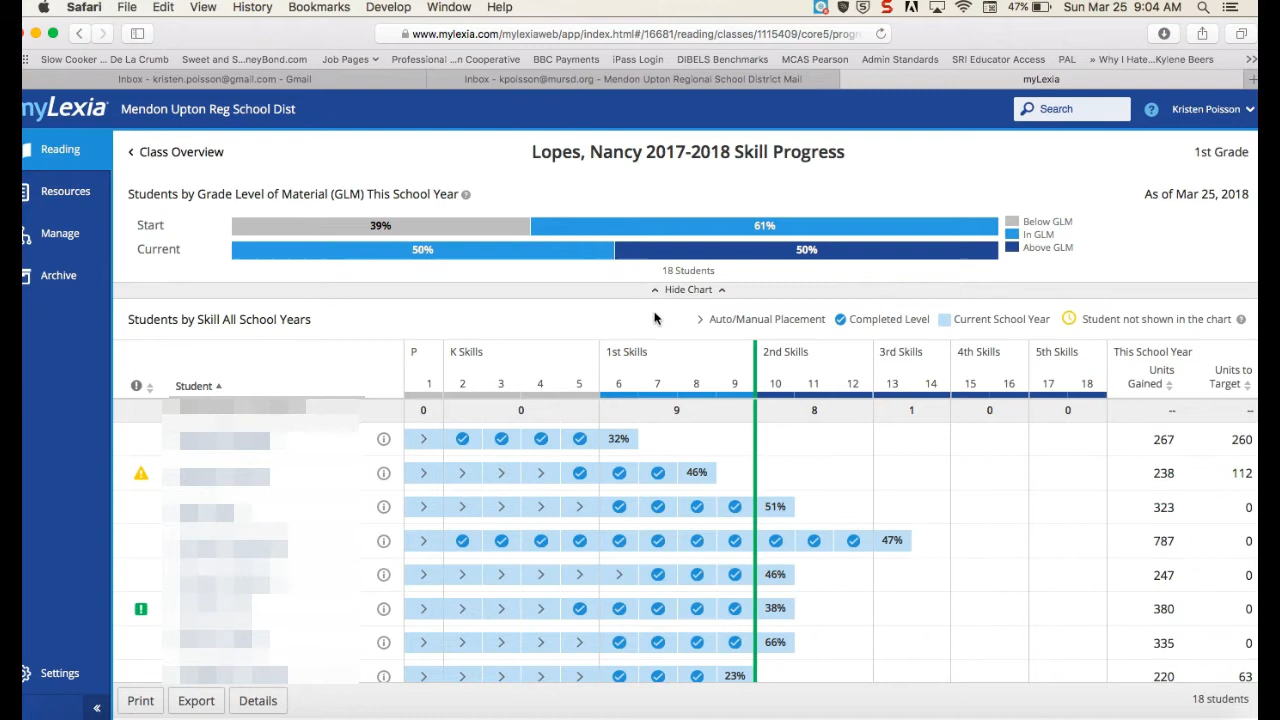 Safari File Edit View History Bookmarks Develop Window Help 47% Sun Mar 25 9:04 AM
www.mylexia.com/mylexiaweb/app/index.html#/16681/reading/classes/1115409/core5/progr
Slow Cooker ... De La Crumb Sweet and S...neyBond.com Job Pages Professional ...n Cooperative BBG Payments iPass Login DIBELS Benchmarks MCAS Pearson Admin Standards SRI Educator Access PAL » Why I Hate...Kylene Beers
Inbox - kristen.poisson@gmail.com - Gmail Inbox - kpoisson@mursd.org - Mendon Upton Regional School District Mail myLexia
myLexia Mendon Upton Reg School Dist Search Kristen Poisson
Reading
Resources
Manage
Archive
Settings
«
Class Overview Lopes, Nancy 2017-2018 Skill Progress 1st Grade
Students by Grade Level of Material (GLM) This School Year As of Mar 25, 2018
Start 39% 61%
Current 50% 50%
Below GLM
In GLM
Above GLM
18 Students
Hide Chart
Students by Skill All School Years Auto/Manual Placement Completed Level Current School Year Student not shown in the chart
P K Skills 1st Skills 2nd Skills 3rd Skills 4th Skills 5th Skills This School Year
Student 1 2 3 4 5 6 7 8 9 10 11 12 13 14 15 16 17 18 Units Gained Units to Target
0 0 9 8 1 0 0 -- --
32% 267 260
46% 238 112
51% 323 0
47% 787 0
46% 247 0
38% 380 0
66% 335 0
23% 220 63
Print Export Details 18 students